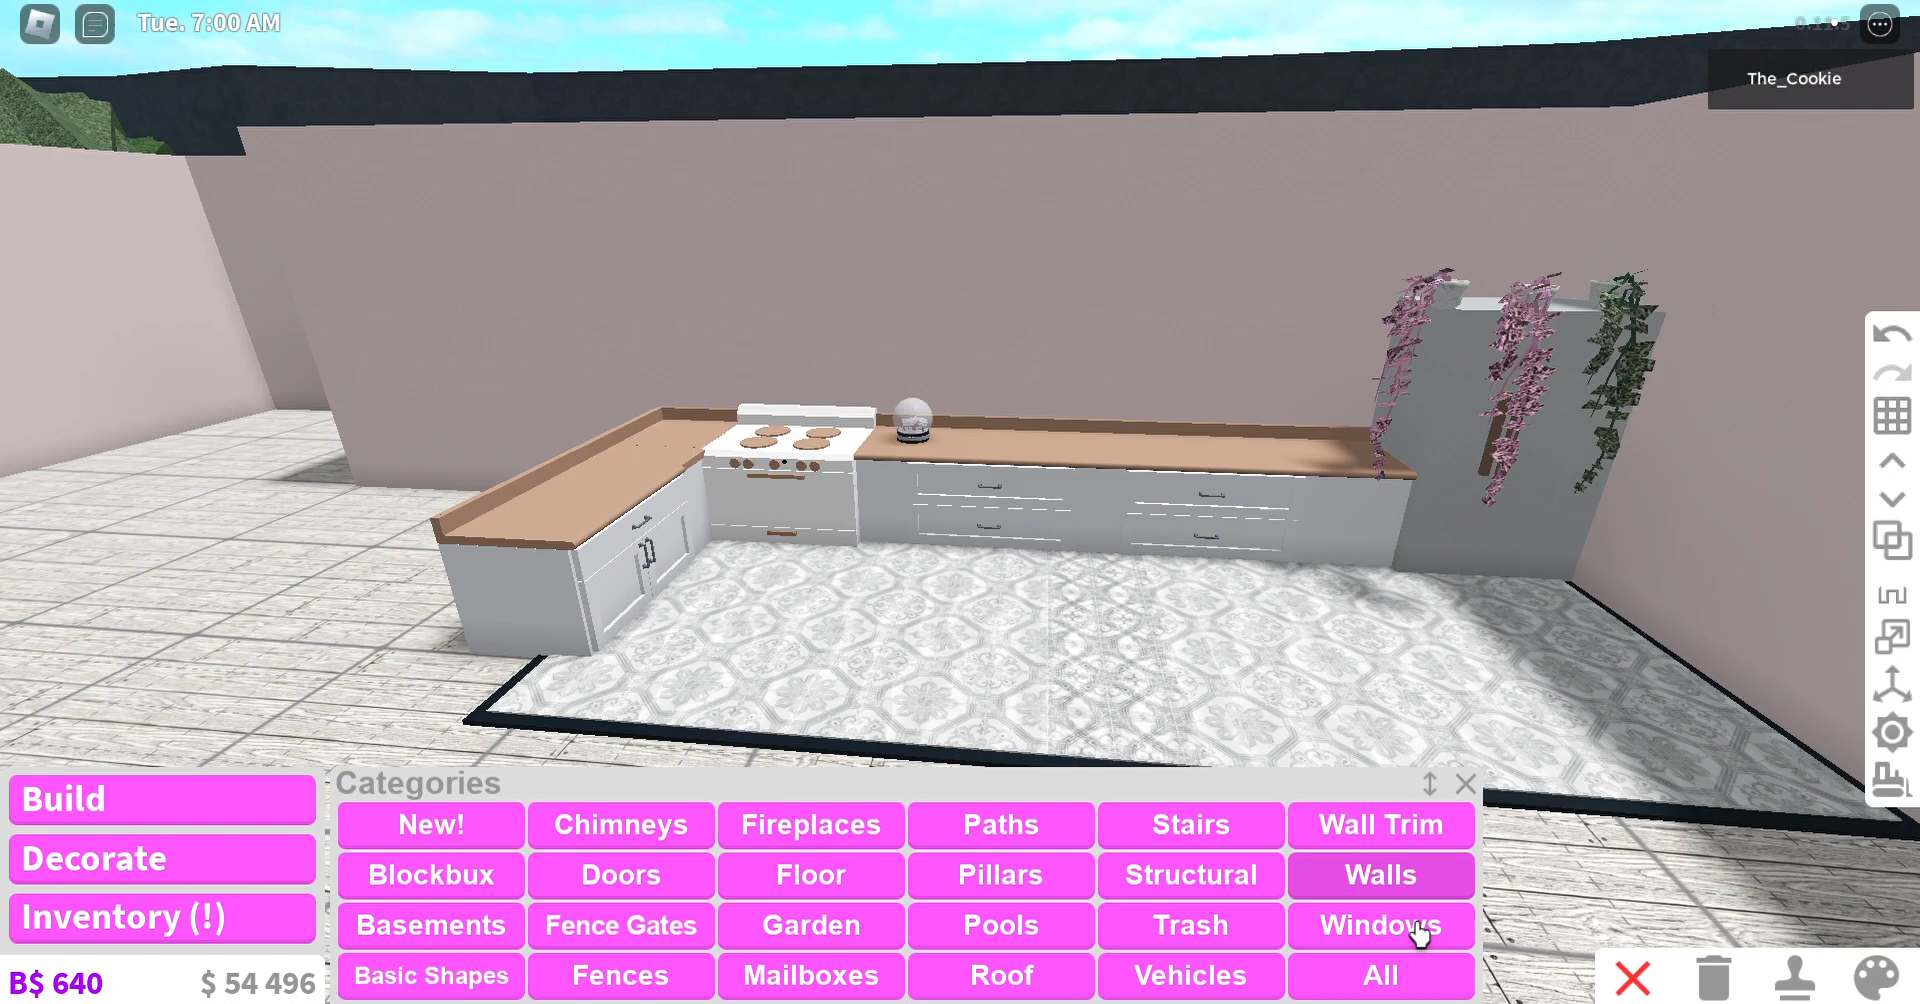 Tue. 7:00 AM
The_Cookie
Categories
Build
Decorate
Inventory (!)
B$ 640
$ 54 496
New!
Chimneys
Fireplaces
Paths
Stairs
Wall Trim
Blockbux
Doors
Floor
Pillars
Structural
Walls
Basements
Fence Gates
Garden
Pools
Trash
Windows
Basic Shapes
Fences
Mailboxes
Roof
Vehicles
All